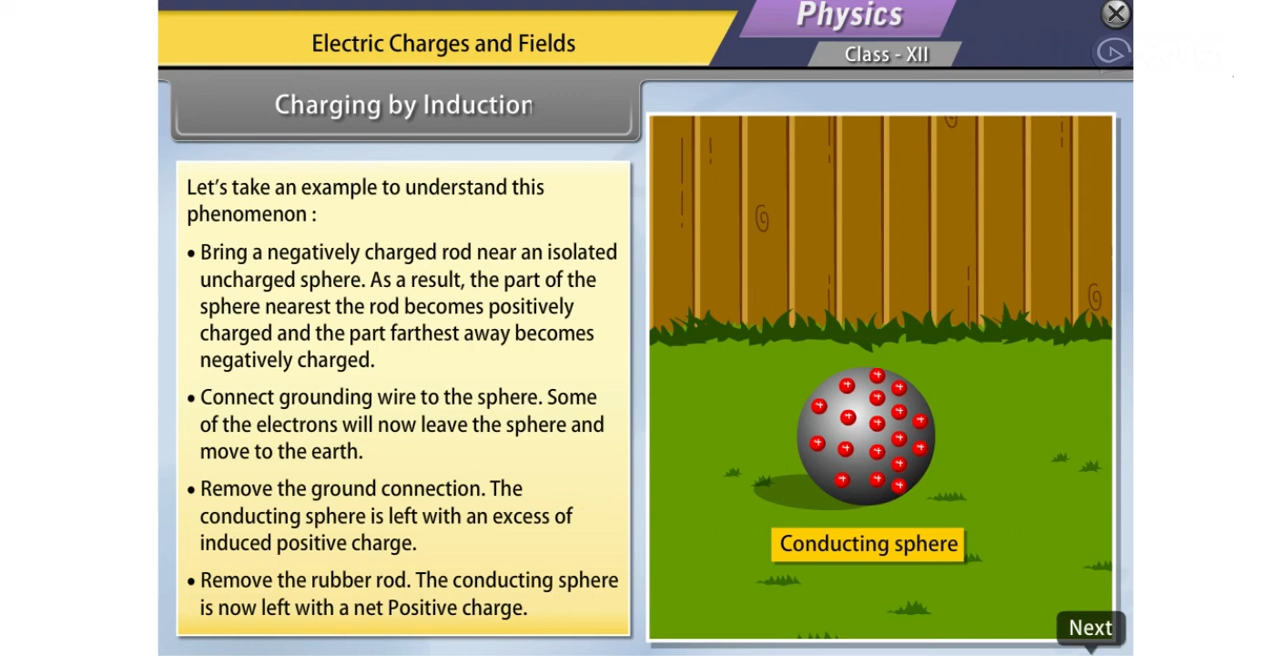 Physics
Electric Charges and Fields
Class - XII
Charging by Induction
Let's take an example to understand this
phenomenon :
• Bring a negatively charged rod near an isolated
uncharged sphere. As a result, the part of the
sphere nearest the rod becomes positively
charged and the part farthest away becomes
negatively charged.
• Connect grounding wire to the sphere. Some
of the electrons will now leave the sphere and
move to the earth.
• Remove the ground connection. The
conducting sphere is left with an excess of
induced positive charge.
• Remove the rubber rod. The conducting sphere
is now left with a net Positive charge.
Conducting sphere
Next